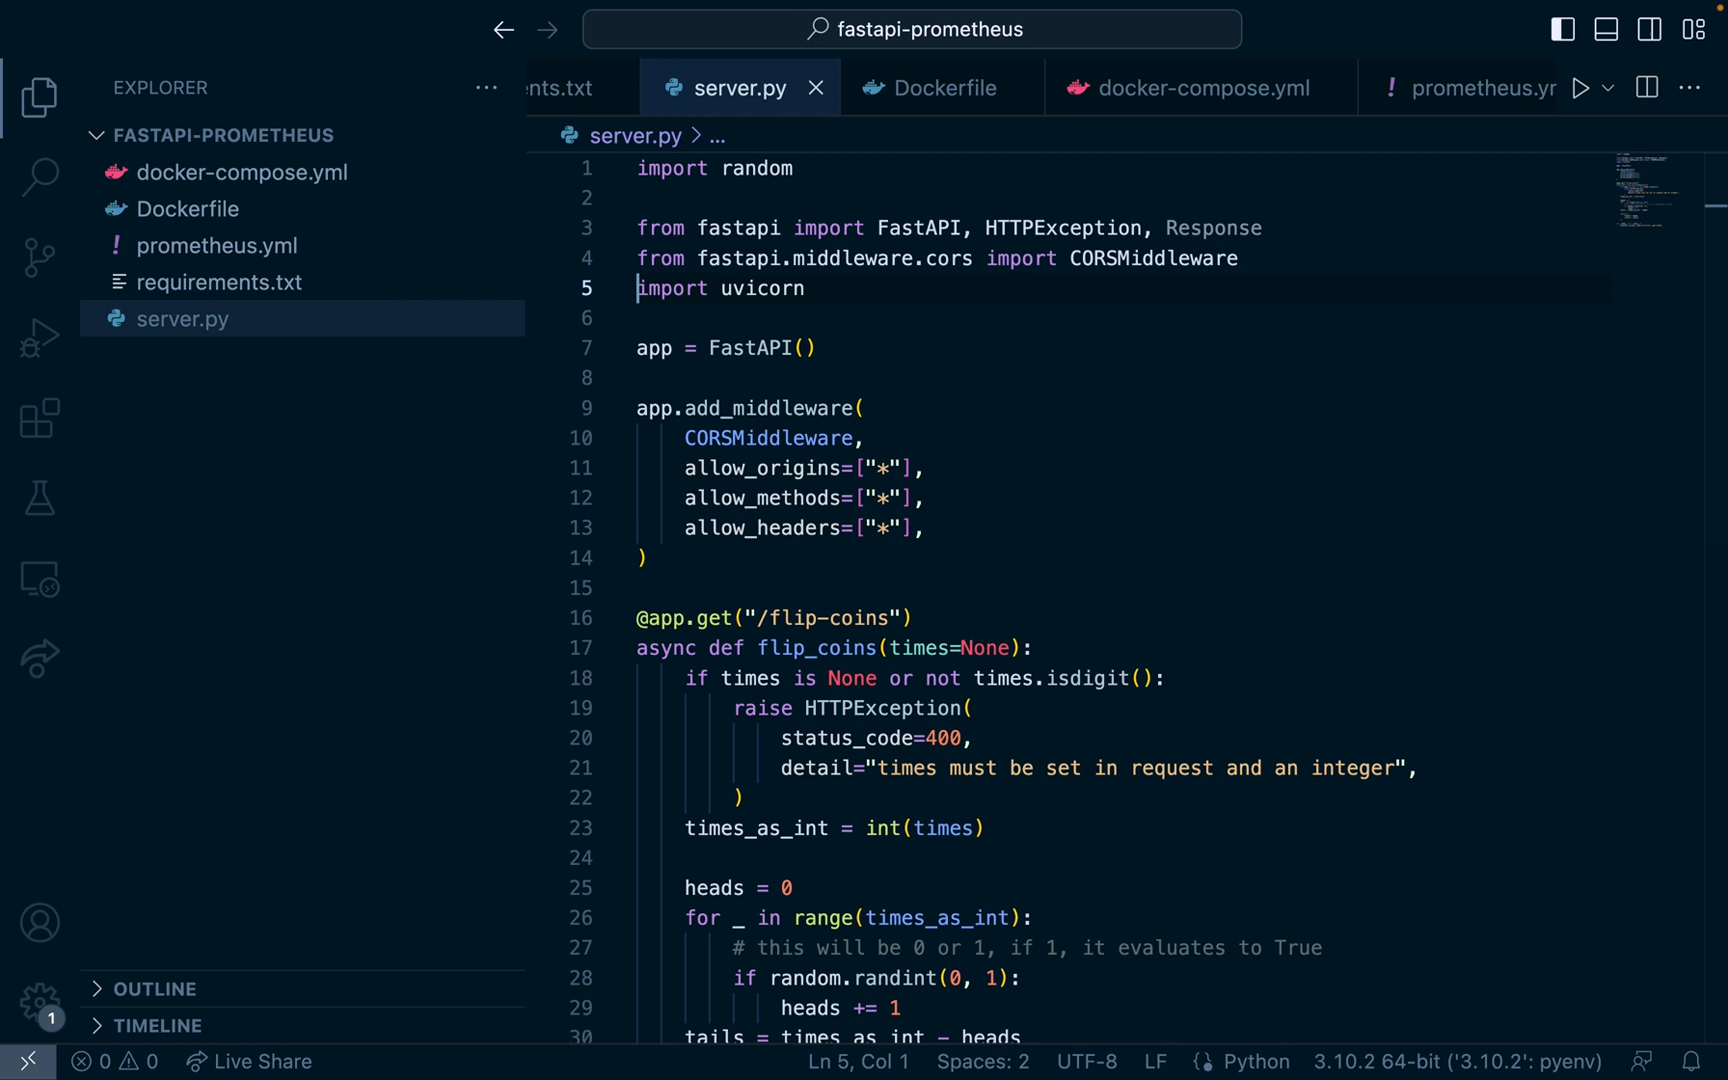 fastapi-prometheus
EXPLORER
FASTAPI-PROMETHEUS
docker-compose.yml
Dockerfile
prometheus.yml
requirements.txt
server.py
OUTLINE
TIMELINE
1
ents.txt
server.py
Dockerfile
docker-compose.yml
! prometheus.yr
server.py > ...
1 import random
2
3 from fastapi import FastAPI, HTTPException, Response
4 from fastapi.middleware.cors import CORSMiddleware
5 import uvicorn
6
7 app = FastAPI()
8
9 app.add_middleware(
10 CORSMiddleware,
11 allow_origins=["*"],
12 allow_methods=["*"],
13 allow_headers=["*"],
14 )
15
16 @app.get("/flip-coins")
17 async def flip_coins(times=None):
18 if times is None or not times.isdigit():
19 raise HTTPException(
20 status_code=400,
21 detail="times must be set in request and an integer",
22 )
23 times_as_int = int(times)
24
25 heads = 0
26 for _ in range(times_as_int):
27 # this will be 0 or 1, if 1, it evaluates to True
28 if random.randint(0, 1):
29 heads += 1
30 tails = times_as_int - heads
0 0 Live Share
Ln 5, Col 1 Spaces: 2 UTF-8 LF Python 3.10.2 64-bit ('3.10.2': pyenv)